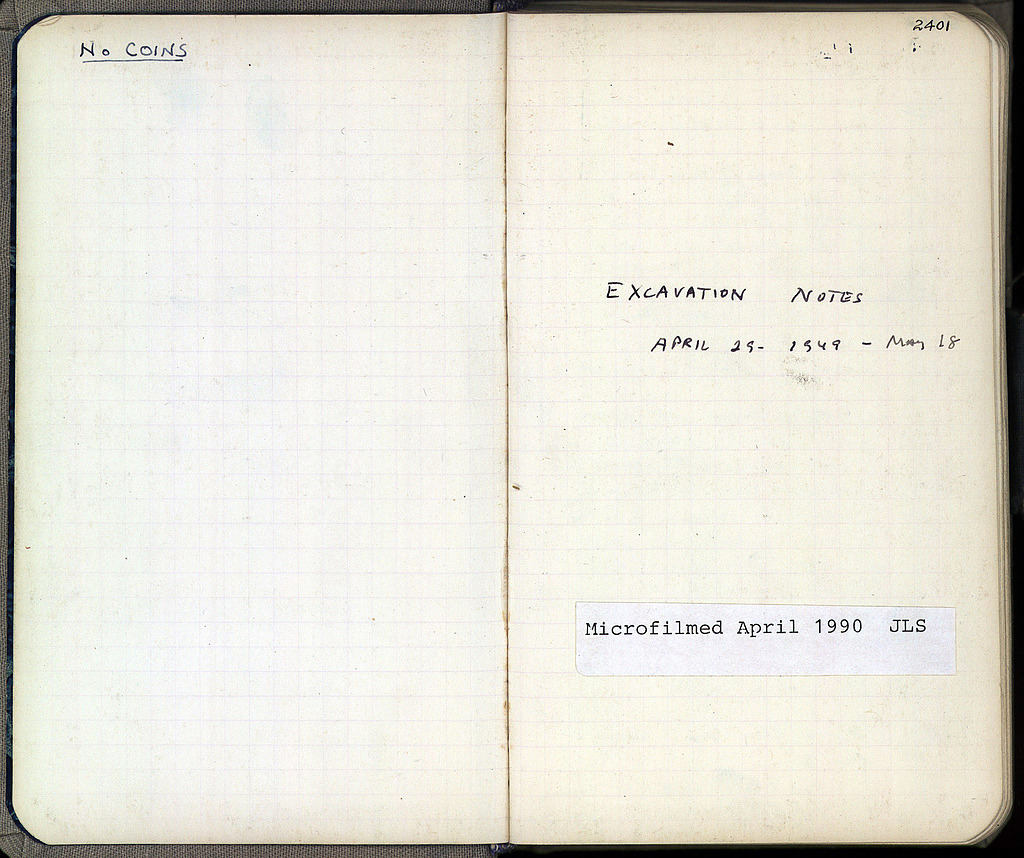 No COINS
2401
EXCAVATION NOTES
APRIL 29- 1949 - May 18
Microfilmed April 1990 JLS